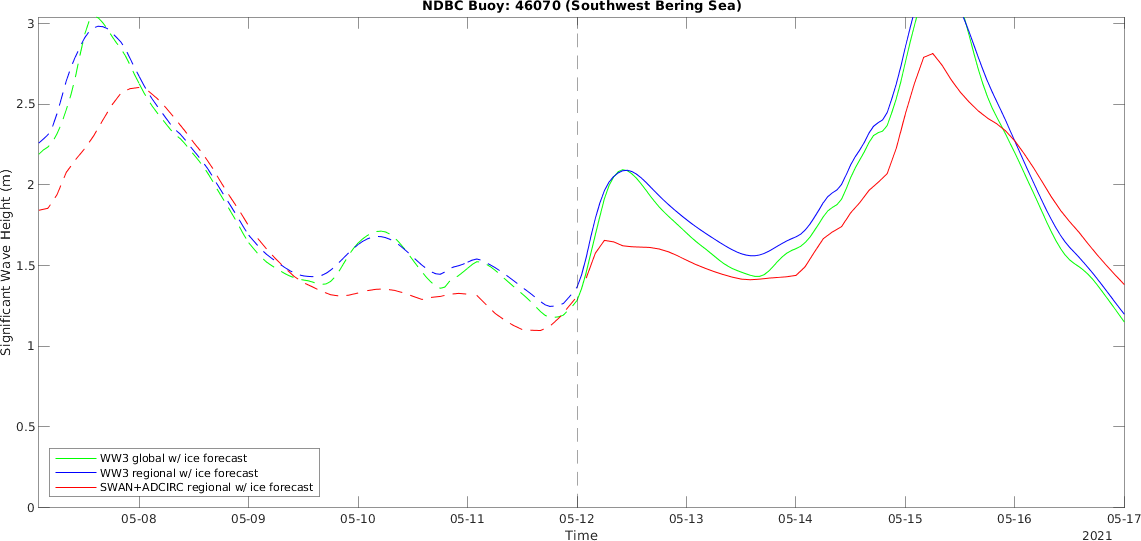 NDBC Buoy: 46070 (Southwest Bering Sea)
Significant Wave Height (m)
3
2.5
2
1.5
1
0.5
0
WW3 global w/ ice forecast
WW3 regional w/ ice forecast
SWAN+ADCIRC regional w/ ice forecast
05-08 05-09 05-10 05-11 05-12 05-13 05-14 05-15 05-16 05-17
Time
2021